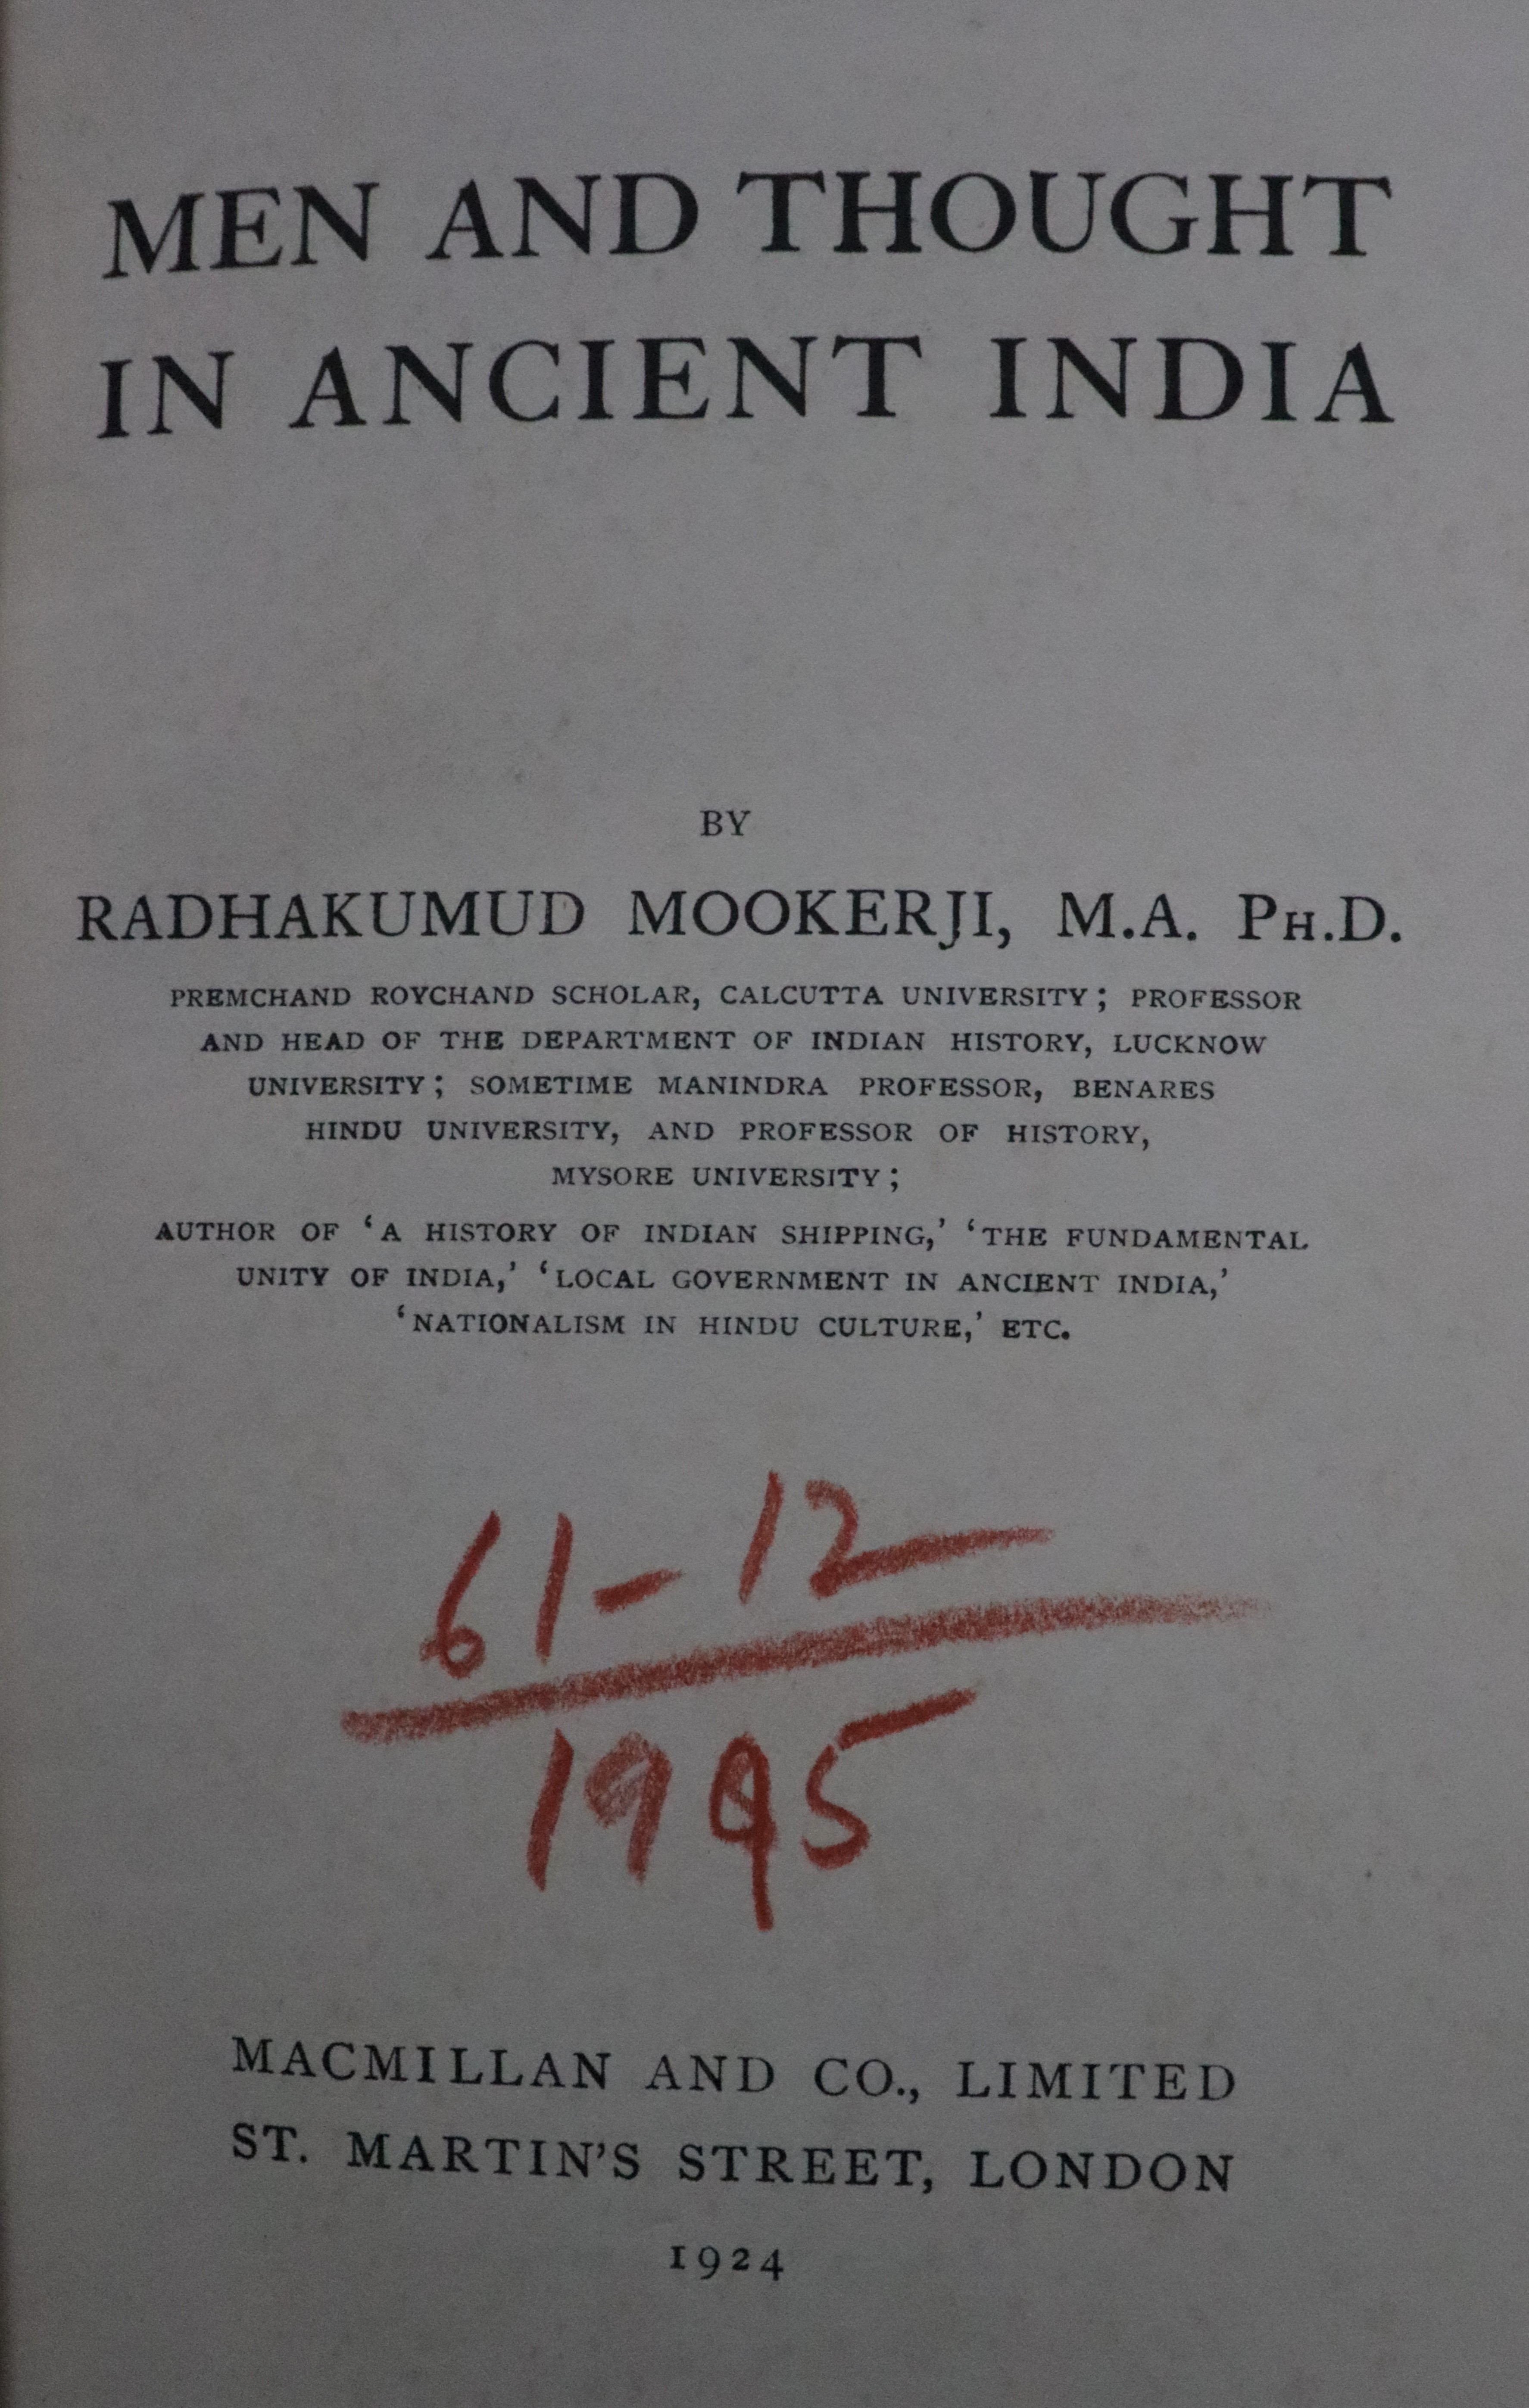 MEN AND THOUGHT
IN ANCIENT INDIA
BY
RADHAKUMUD MOOKERJI, M.A. PH.D.
PREMCHAND ROYCHAND SCHOLAR, CALCUTTA UNIVERSITY; PROFESSOR
AND HEAD OF THE DEPARTMENT OF INDIAN HISTORY, LUCKNOW
UNIVERSITY; SOMETIME MANINDRA PROFESSOR, BENARES
HINDU UNIVERSITY, AND PROFESSOR OF HISTORY,
MYSORE UNIVERSITY;
AUTHOR OF ‘A HISTORY OF INDIAN SHIPPING,’ ‘THE FUNDAMENTAL
UNITY OF INDIA,’ ‘LOCAL GOVERNMENT IN ANCIENT INDIA,’
‘NATIONALISM IN HINDU CULTURE,’ ETC.
61-12
1995
MACMILLAN AND CO., LIMITED
ST. MARTIN’S STREET, LONDON
1924